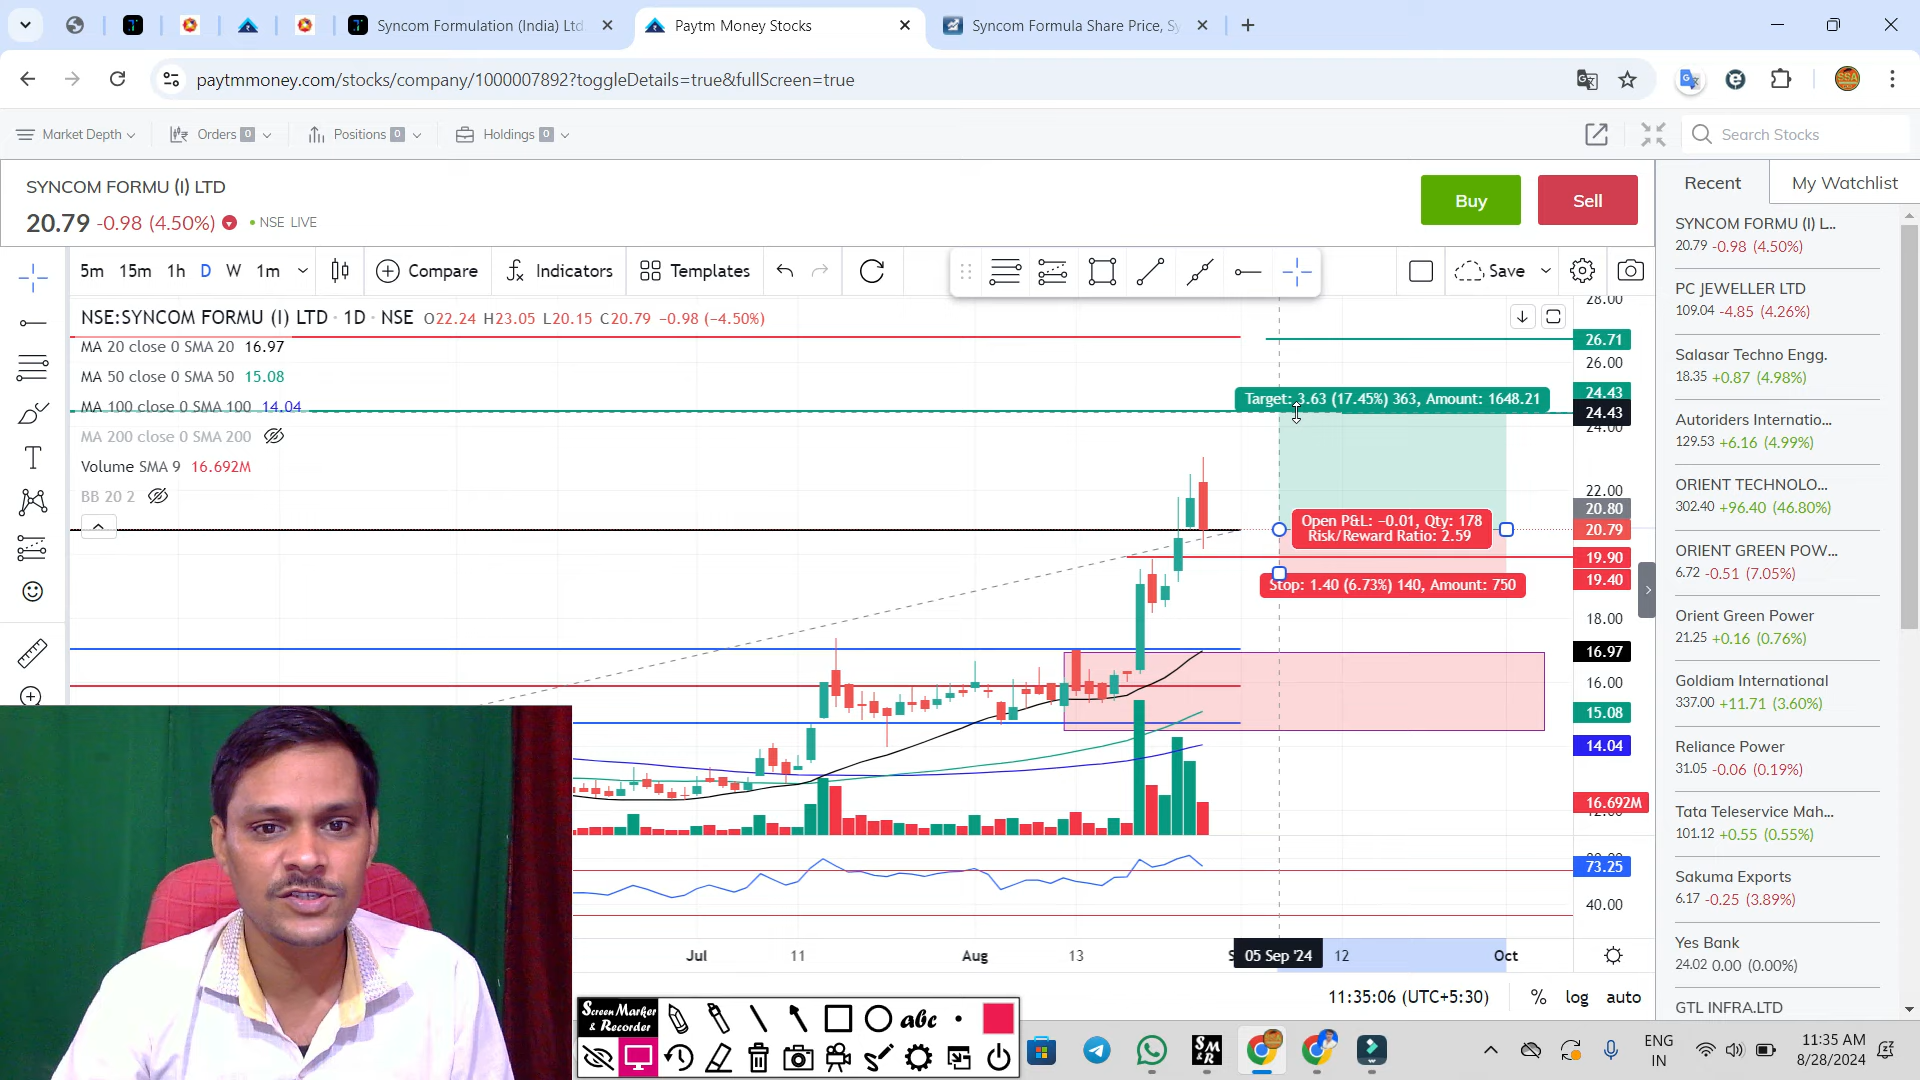 Syncom Formulation (India) Ltd
Paytm Money Stocks
Syncom Formula Share Price, Sy
paytmmoney.com/stocks/company/1000007892?toggleDetails=true&fullScreen=true
Market Depth
Orders 0
Positions 0
Holdings 0
Search Stocks
SYNCOM FORMU (I) LTD
20.79 -0.98 (4.50%) • NSE LIVE
Buy
Sell
Recent
My Watchlist
5m 15m 1h D W 1m
Compare
Indicators
Templates
Save
NSE:SYNCOM FORMU (I) LTD · 1D · NSE O22.24 H23.05 L20.15 C20.79 −0.98 (−4.50%)
MA 20 close 0 SMA 20 16.97
MA 50 close 0 SMA 50 15.08
MA 100 close 0 SMA 100 14.04
MA 200 close 0 SMA 200
Volume SMA 9 16.692M
BB 20 2
Target: 3.63 (17.45%) 363, Amount: 1648.21
Open P&L: −0.01, Qty: 178
Risk/Reward Ratio: 2.59
Stop: 1.40 (6.73%) 140, Amount: 750
28.00
26.71
26.00
24.43
24.43
24.00
22.00
20.80
20.79
19.90
19.40
18.00
16.97
16.00
15.08
14.04
16.692M
12.00
73.25
40.00
Jul
11
Aug
13
05 Sep '24
12
Oct
11:35:06 (UTC+5:30)
%
log
auto
SYNCOM FORMU (I) L...
20.79 -0.98 (4.50%)
PC JEWELLER LTD
109.04 -4.85 (4.26%)
Salasar Techno Engg.
18.35 +0.87 (4.98%)
Autoriders Internatio...
129.53 +6.16 (4.99%)
ORIENT TECHNOLO...
302.40 +96.40 (46.80%)
ORIENT GREEN POW...
6.72 -0.51 (7.05%)
Orient Green Power
21.25 +0.16 (0.76%)
Goldiam International
337.00 +11.71 (3.60%)
Reliance Power
31.05 -0.06 (0.19%)
Tata Teleservice Mah...
101.12 +0.55 (0.55%)
Sakuma Exports
6.17 -0.25 (3.89%)
Yes Bank
24.02 0.00 (0.00%)
GTL INFRA.LTD
Screen Marker
& Recorder
abc
SM
&R
ENG
IN
11:35 AM
8/28/2024